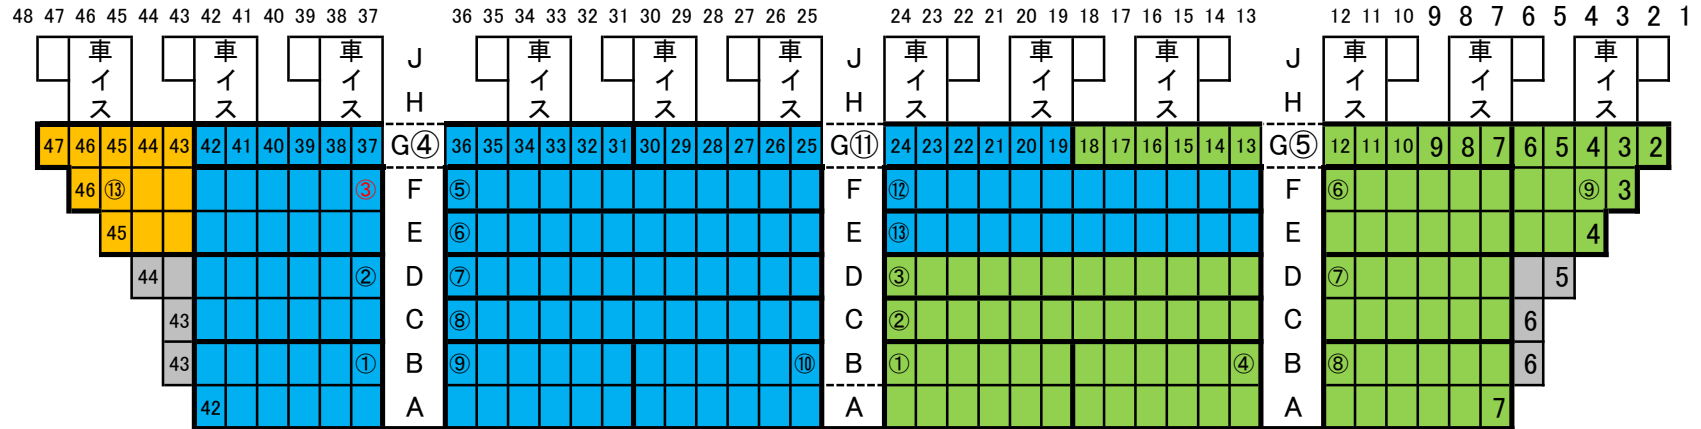 48 47 46 45 44 43 42 41 40 39 38 37 36 35 34 33 32 31 30 29 28 27 26 25 24 23 22 21 20 19 18 17 16 15 14 13 12 11 10 9 8 7 6 5 4 3 2 1
車イス 車イス 車イス J 車イス 車イス 車イス J 車イス 車イス 車イス J 車イス 車イス 車イス
H H H
47 46 45 44 43 42 41 40 39 38 37 G④ 36 35 34 33 32 31 30 29 28 27 26 25 G⑪ 24 23 22 21 20 19 18 17 16 15 14 13 G⑤ 12 11 10 9 8 7 6 5 4 3 2
46 ⑬ ③ F ⑤ F ⑫ F ⑥ ⑨ 3
45 E ⑥ E ⑬ E 4
44 ② D ⑦ D ③ D ⑦ 5
43 C ⑧ C ② C 6
43 ① B ⑨ ⑩ B ① ④ B ⑧ 6
42 A A A 7